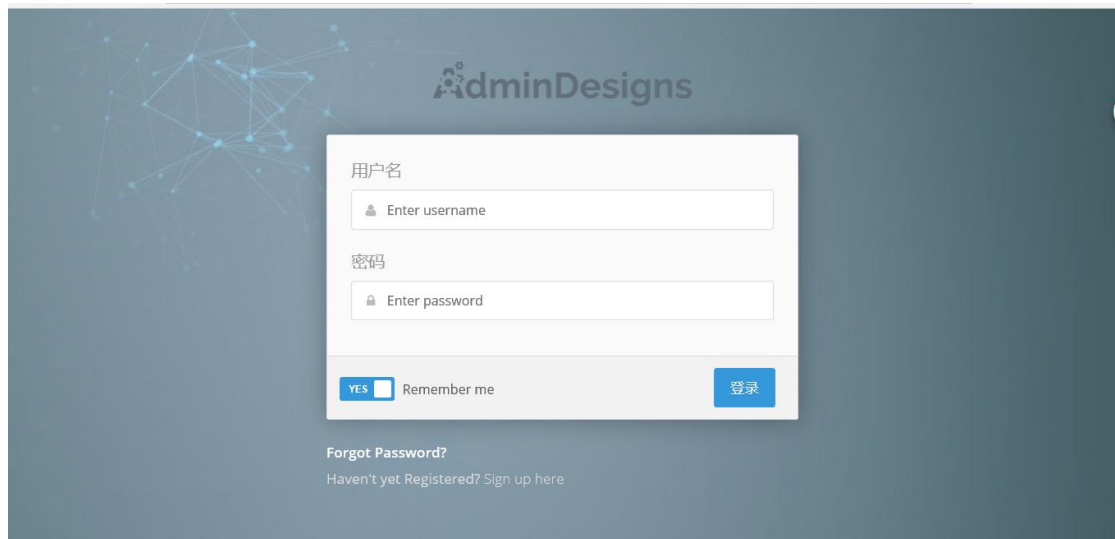 AdminDesigns
用户名
Enter username
密码
Enter password
YES Remember me 登录
Forgot Password?
Haven't yet Registered? Sign up here